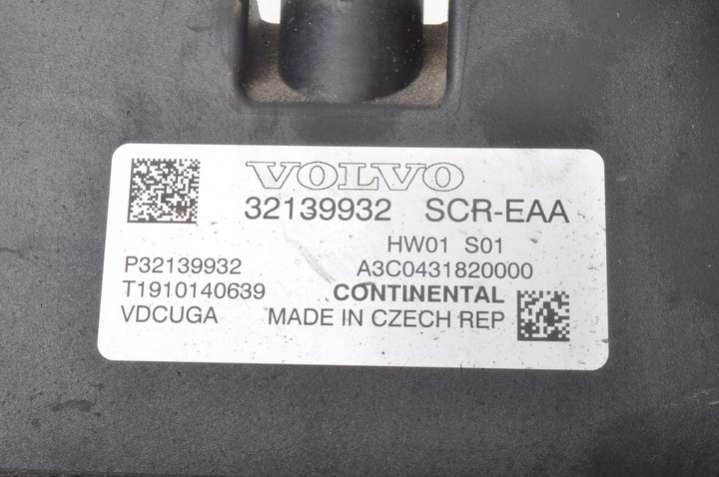 VOLVO
32139932 SCR-EAA
HW01 S01
P32139932 A3C0431820000
T1910140639 CONTINENTAL
VDCUGA MADE IN CZECH REP